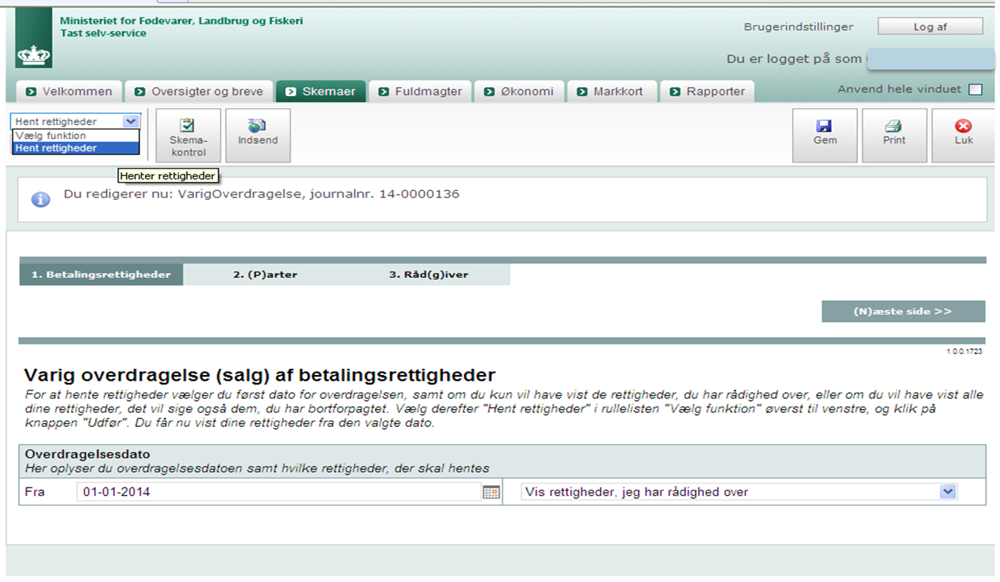 Ministeriet for Fødevarer, Landbrug og Fiskeri
Tast selv-service
Brugerindstillinger
Log af
Du er logget på som
Velkommen
Oversigter og breve
Skemaer
Fuldmagter
Økonomi
Markkort
Rapporter
Anvend hele vinduet
Hent rettigheder
Vælg funktion
Hent rettigheder
Skema-
kontrol
Indsend
Gem
Print
Luk
Henter rettigheder
Du redigerer nu: VarigOverdragelse, journalnr. 14-0000136
1. Betalingsrettigheder
2. (P)arter
3. Råd(g)iver
(N)æste side >>
1.0.0.1723
Varig overdragelse (salg) af betalingsrettigheder
For at hente rettigheder vælger du først dato for overdragelsen, samt om du kun vil have vist de rettigheder, du har rådighed over, eller om du vil have vist alle
dine rettigheder, det vil sige også dem, du har bortforpagtet. Vælg derefter "Hent rettigheder" i rullelisten "Vælg funktion" øverst til venstre, og klik på
knappen "Udfør". Du får nu vist dine rettigheder fra den valgte dato.
Overdragelsesdato
Her oplyser du overdragelsesdatoen samt hvilke rettigheder, der skal hentes
Fra
01-01-2014
Vis rettigheder, jeg har rådighed over